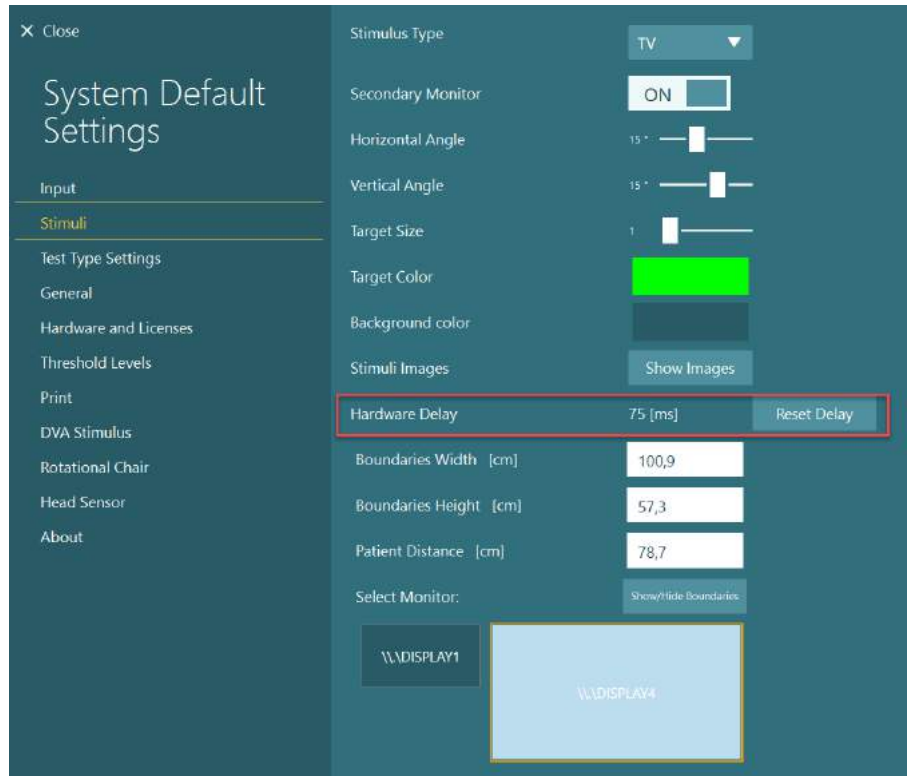 ✕ Close
System Default
Settings
Input
Stimuli
Test Type Settings
General
Hardware and Licenses
Threshold Levels
Print
DVA Stimulus
Rotational Chair
Head Sensor
About
Stimulus Type TV
Secondary Monitor ON
Horizontal Angle 15 °
Vertical Angle 15 °
Target Size 1
Target Color
Background color
Stimuli Images Show Images
Hardware Delay 75 [ms] Reset Delay
Boundaries Width [cm] 100,9
Boundaries Height [cm] 57,3
Patient Distance [cm] 78,7
Select Monitor: Show/Hide Boundaries
\\.\DISPLAY1
\\.\DISPLAY4